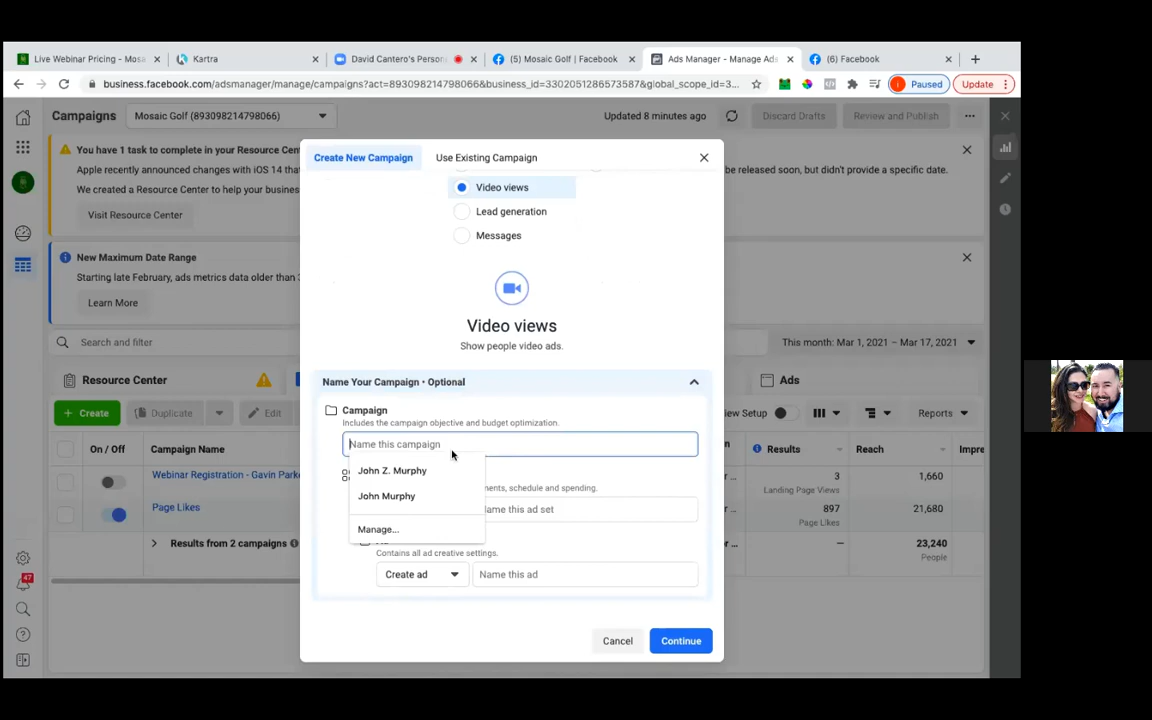 Live Webinar Pricing - Mosa
Kartra
David Cantero's Person
(5) Mosaic Golf | Facebook
Ads Manager - Manage Ads
(6) Facebook
business.facebook.com/adsmanager/manage/campaigns?act=893098214798066&business_id=3302051286573587&global_scope_id=3...
Paused
Update
Campaigns
Mosaic Golf (893098214798066)
Updated 8 minutes ago
Discard Drafts
Review and Publish
Create New Campaign
Use Existing Campaign
You have 1 task to complete in your Resource Cen
Apple recently announced changes with iOS 14 that
be released soon, but didn't provide a specific date.
We created a Resource Center to help your business
Visit Resource Center
Video views
Lead generation
Messages
New Maximum Date Range
Starting late February, ads metrics data older than 3
Learn More
Video views
Show people video ads.
Search and filter
This month: Mar 1, 2021 – Mar 17, 2021
Resource Center
Ads
Name Your Campaign • Optional
Create
Duplicate
Edit
View Setup
Reports
Campaign
Includes the campaign objective and budget optimization.
Name this campaign
John Z. Murphy
John Murphy
Manage...
ments, schedule and spending.
Name this ad set
Contains all ad creative settings.
Create ad
Name this ad
Cancel
Continue
On / Off
Campaign Name
Results
Reach
Impre
Webinar Registration - Gavin Parke
3
1,660
Landing Page Views
Page Likes
897
21,680
Page Likes
Results from 2 campaigns
—
23,240
People
47